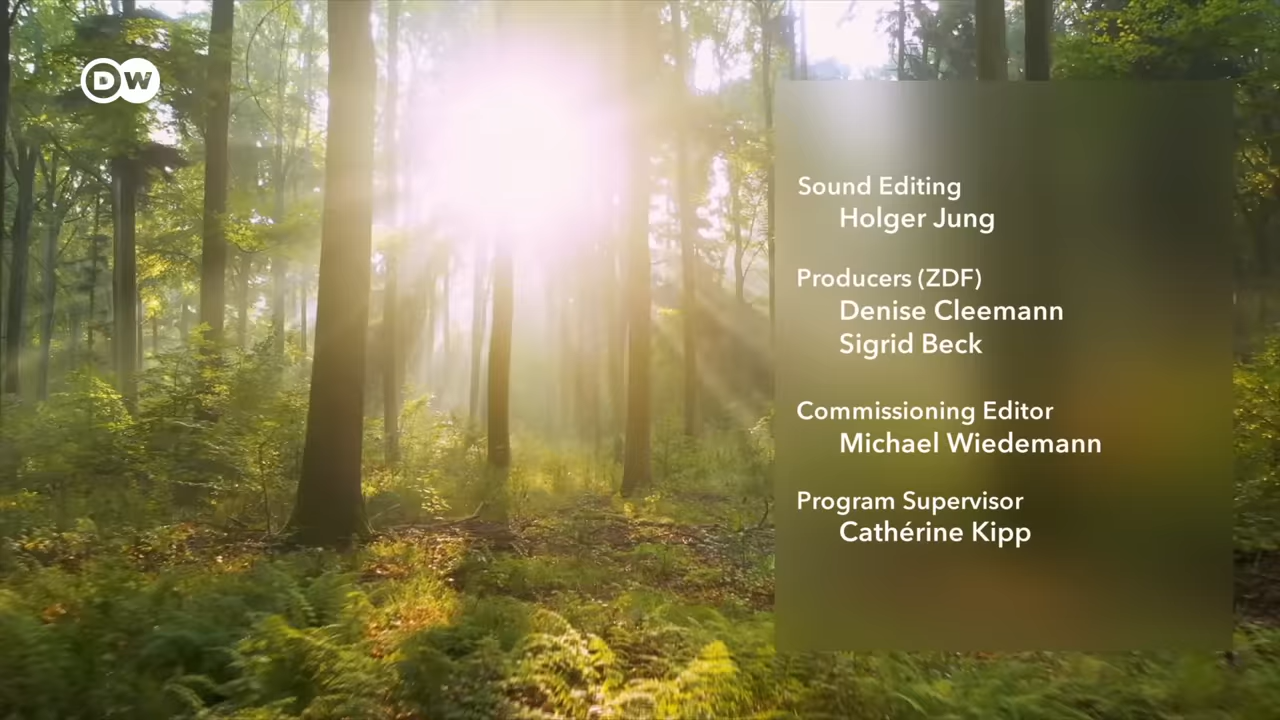 DW
Sound Editing
Holger Jung
Producers (ZDF)
Denise Cleemann
Sigrid Beck
Commissioning Editor
Michael Wiedemann
Program Supervisor
Cathérine Kipp